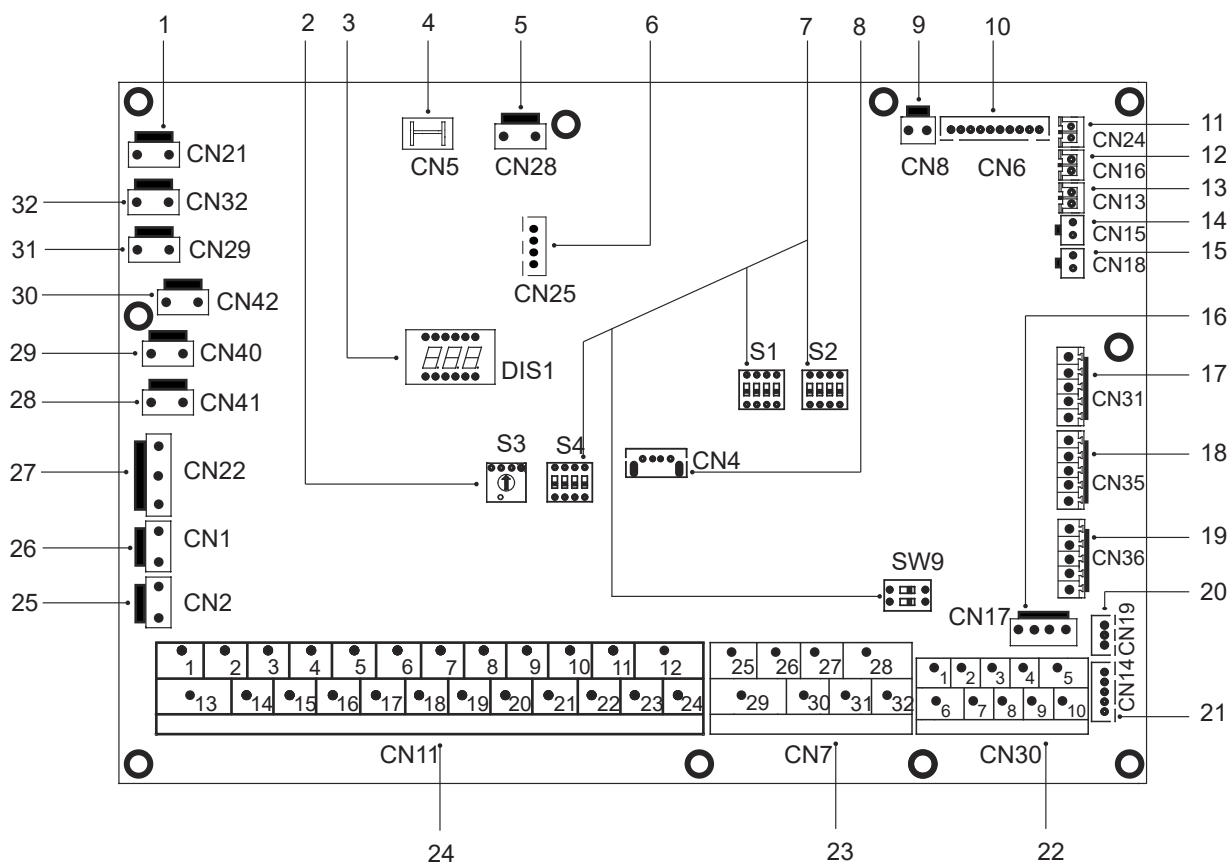 1 2 3 4 5 6 7 8 9 10
CN21
CN5
CN28
CN8
CN6
CN24
11
CN16
12
CN13
13
CN15
14
CN18
15
32
CN32
31
CN29
CN25
30
CN42
16
29
CN40
3
DIS1
S1
S2
17
CN31
28
CN41
S3
S4
CN4
18
CN35
27
CN22
2
8
19
CN36
26
CN1
SW9
20
25
CN2
CN17
CN19
1 2 3 4 5 6 7 8 9 10 11 12
25 26 27 28
1 2 3 4 5
CN14
13 14 15 16 17 18 19 20 21 22 23 24
29 30 31 32
6 7 8 9 10
21
CN11
CN7
CN30
24
23
22